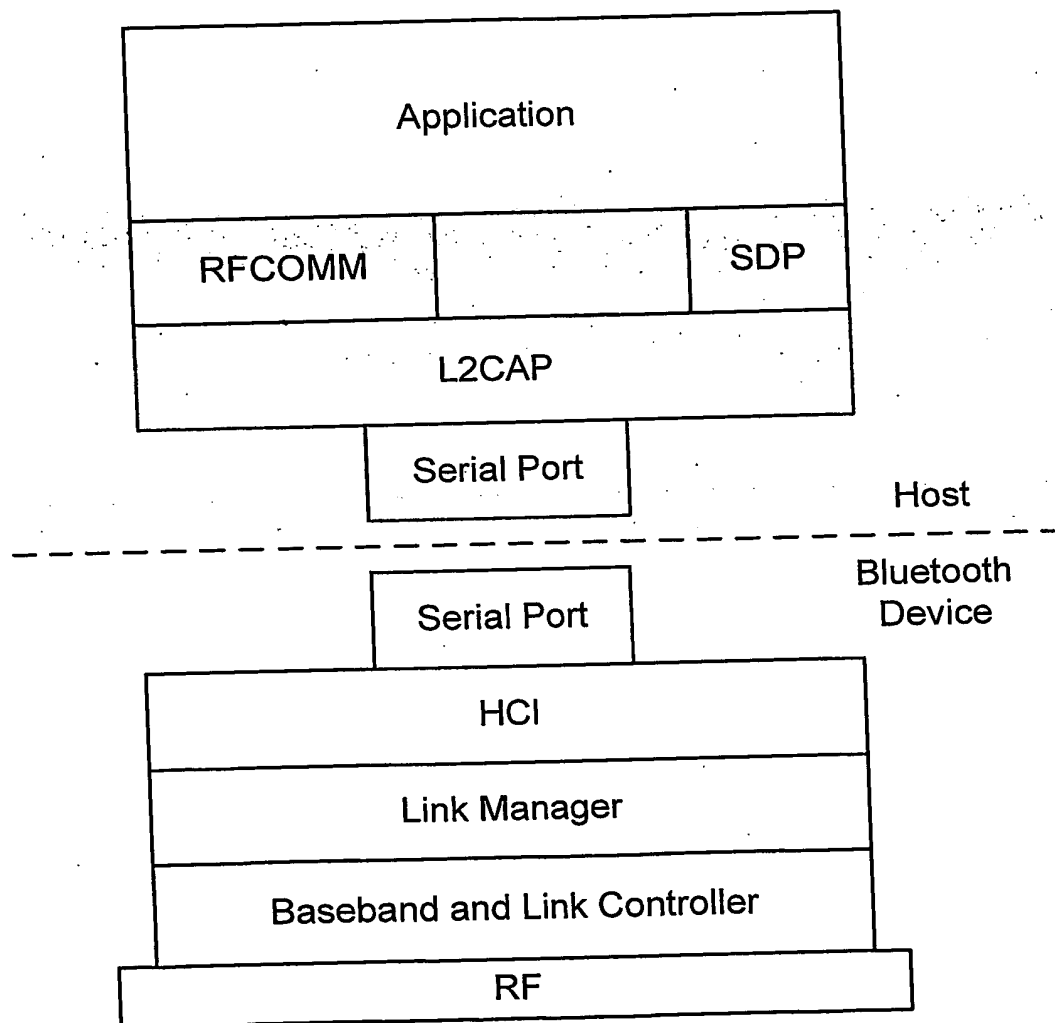 Application
RFCOMM
SDP
L2CAP
Serial Port
Host
Bluetooth
Device
Serial Port
HCI
Link Manager
Baseband and Link Controller
RF